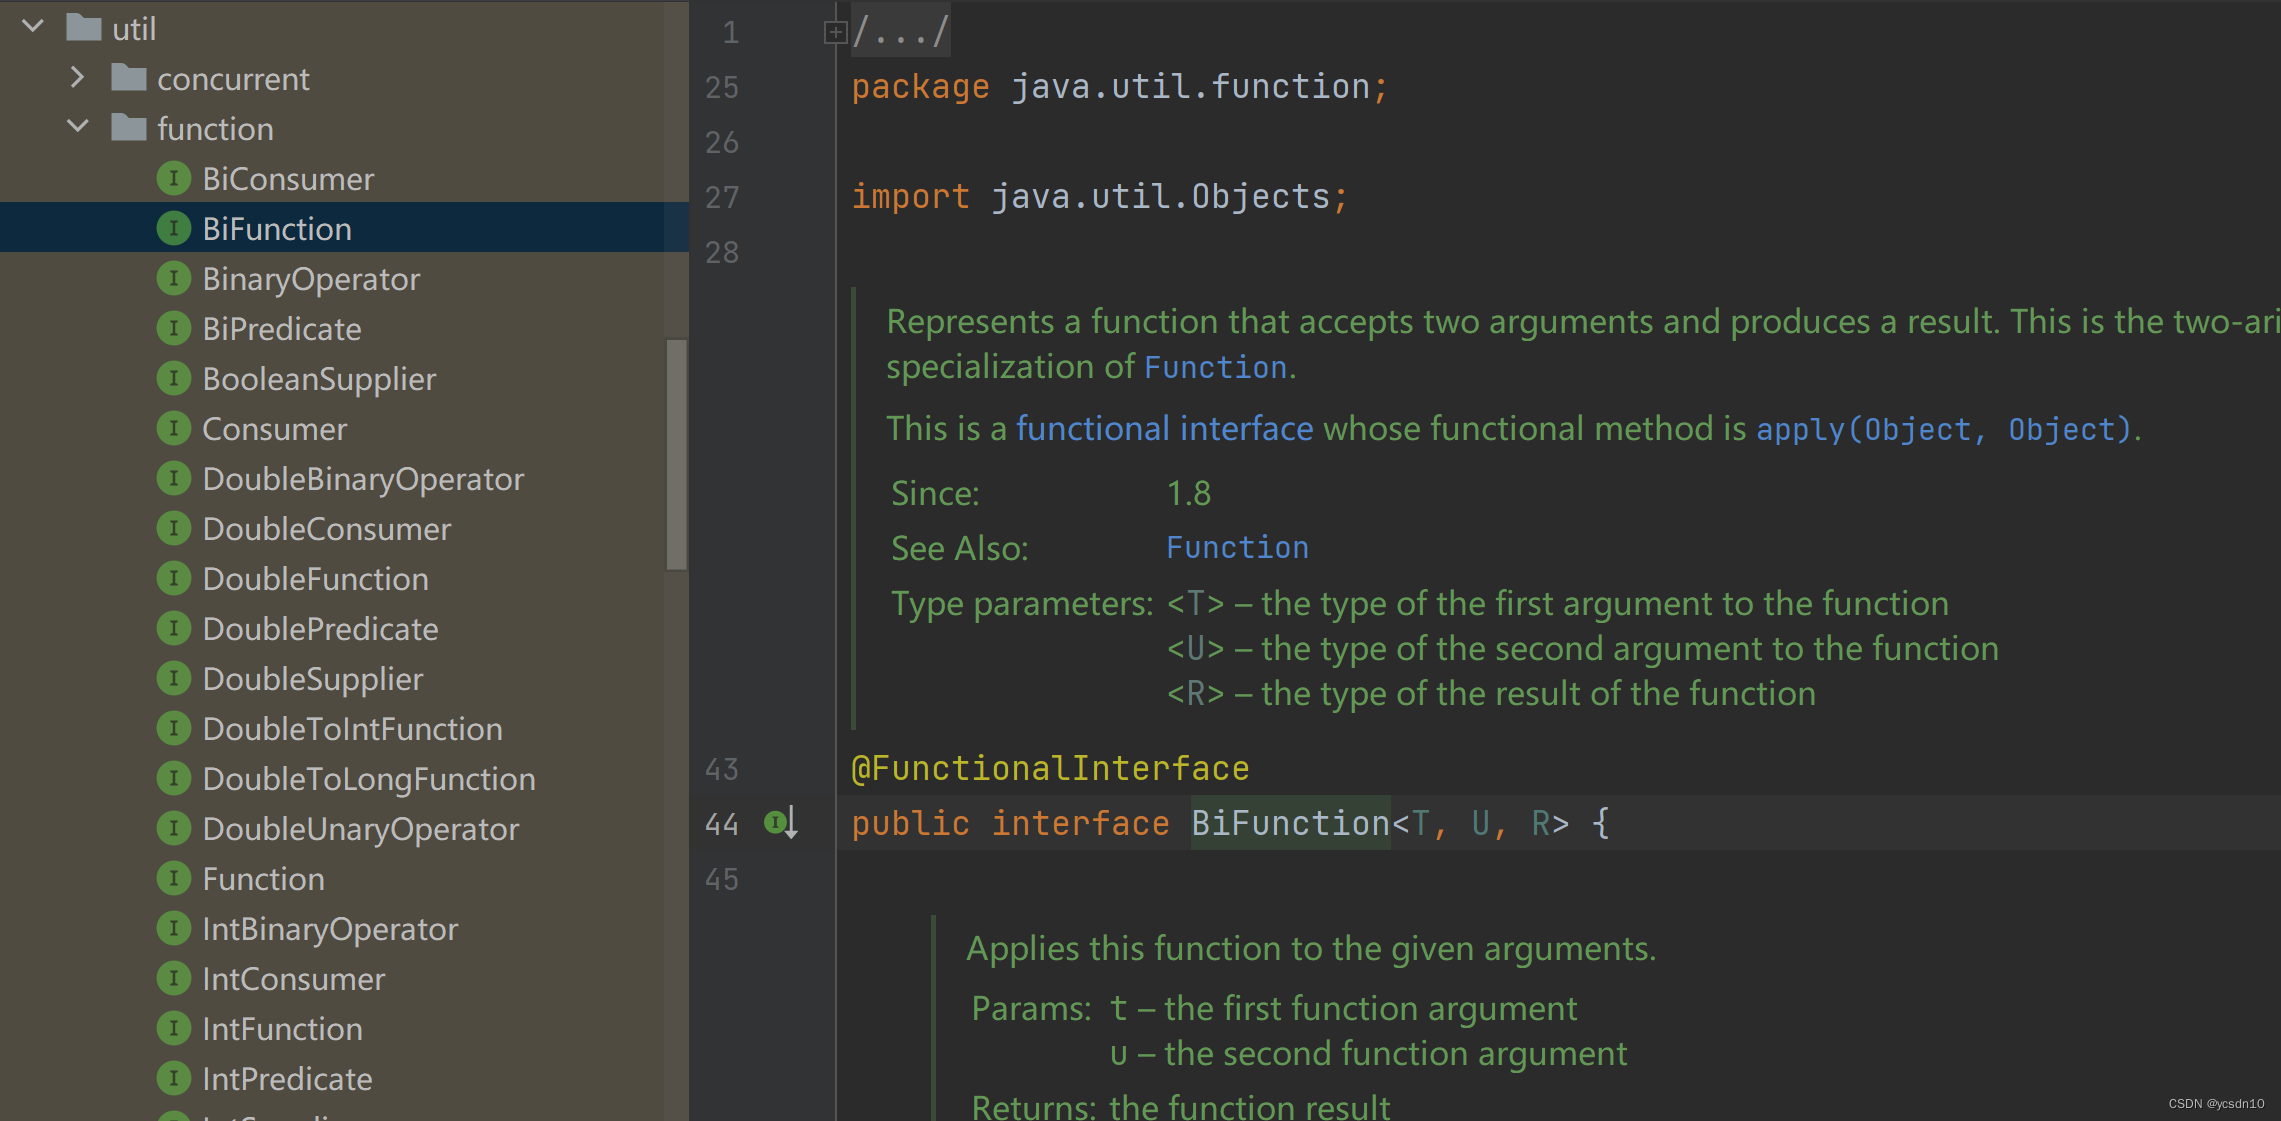 util
concurrent
function
BiConsumer
BiFunction
BinaryOperator
BiPredicate
BooleanSupplier
Consumer
DoubleBinaryOperator
DoubleConsumer
DoubleFunction
DoublePredicate
DoubleSupplier
DoubleToIntFunction
DoubleToLongFunction
DoubleUnaryOperator
Function
IntBinaryOperator
IntConsumer
IntFunction
IntPredicate
1 /.../
25 package java.util.function;
26
27 import java.util.Objects;
28
Represents a function that accepts two arguments and produces a result. This is the two-ari
specialization of Function.
This is a functional interface whose functional method is apply(Object, Object).
Since: 1.8
See Also: Function
Type parameters: <T> – the type of the first argument to the function
<U> – the type of the second argument to the function
<R> – the type of the result of the function
43 @FunctionalInterface
44 public interface BiFunction<T, U, R> {
45
Applies this function to the given arguments.
Params: t – the first function argument
u – the second function argument
Returns: the function result
CSDN @ycsdn10